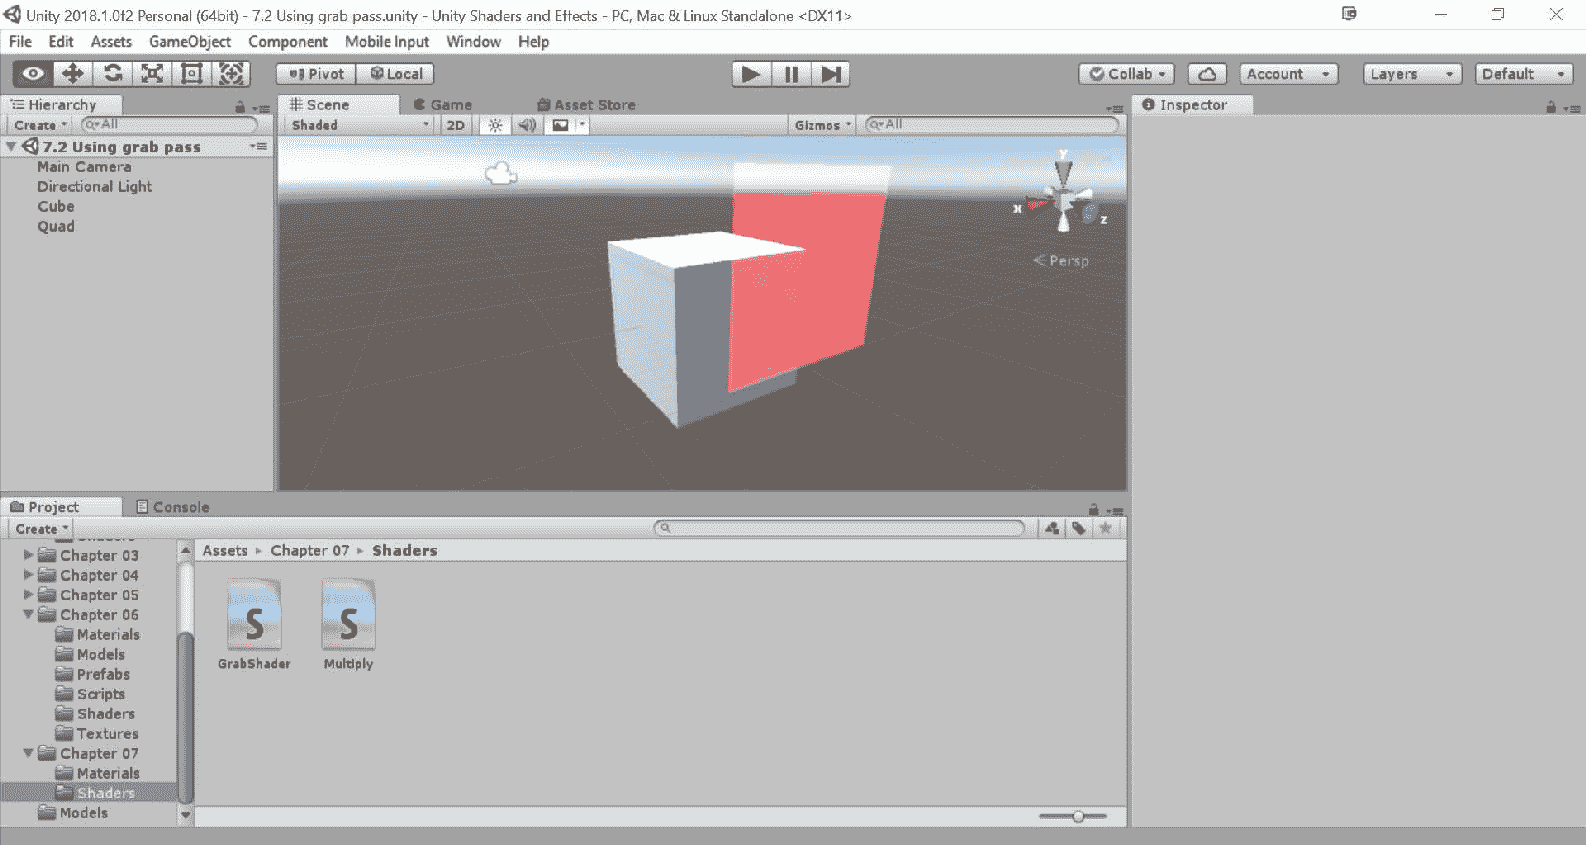 Unity 2018.1.0f2 Personal (64bit) - 7.2 Using grab pass.unity - Unity Shaders and Effects - PC, Mac & Linux Standalone <DX11>
File Edit Assets GameObject Component Mobile Input Window Help
Pivot Local Collab Account Layers Default
Hierarchy
Create All
7.2 Using grab pass
Main Camera
Directional Light
Cube
Quad
Scene Game Asset Store
Shaded 2D Gizmos All
Y
X
Z
Persp
Inspector
Project Console
Create
Shaders
Chapter 03
Chapter 04
Chapter 05
Chapter 06
Materials
Models
Prefabs
Scripts
Shaders
Textures
Chapter 07
Materials
Shaders
Models
Assets Chapter 07 Shaders
S S
GrabShader Multiply